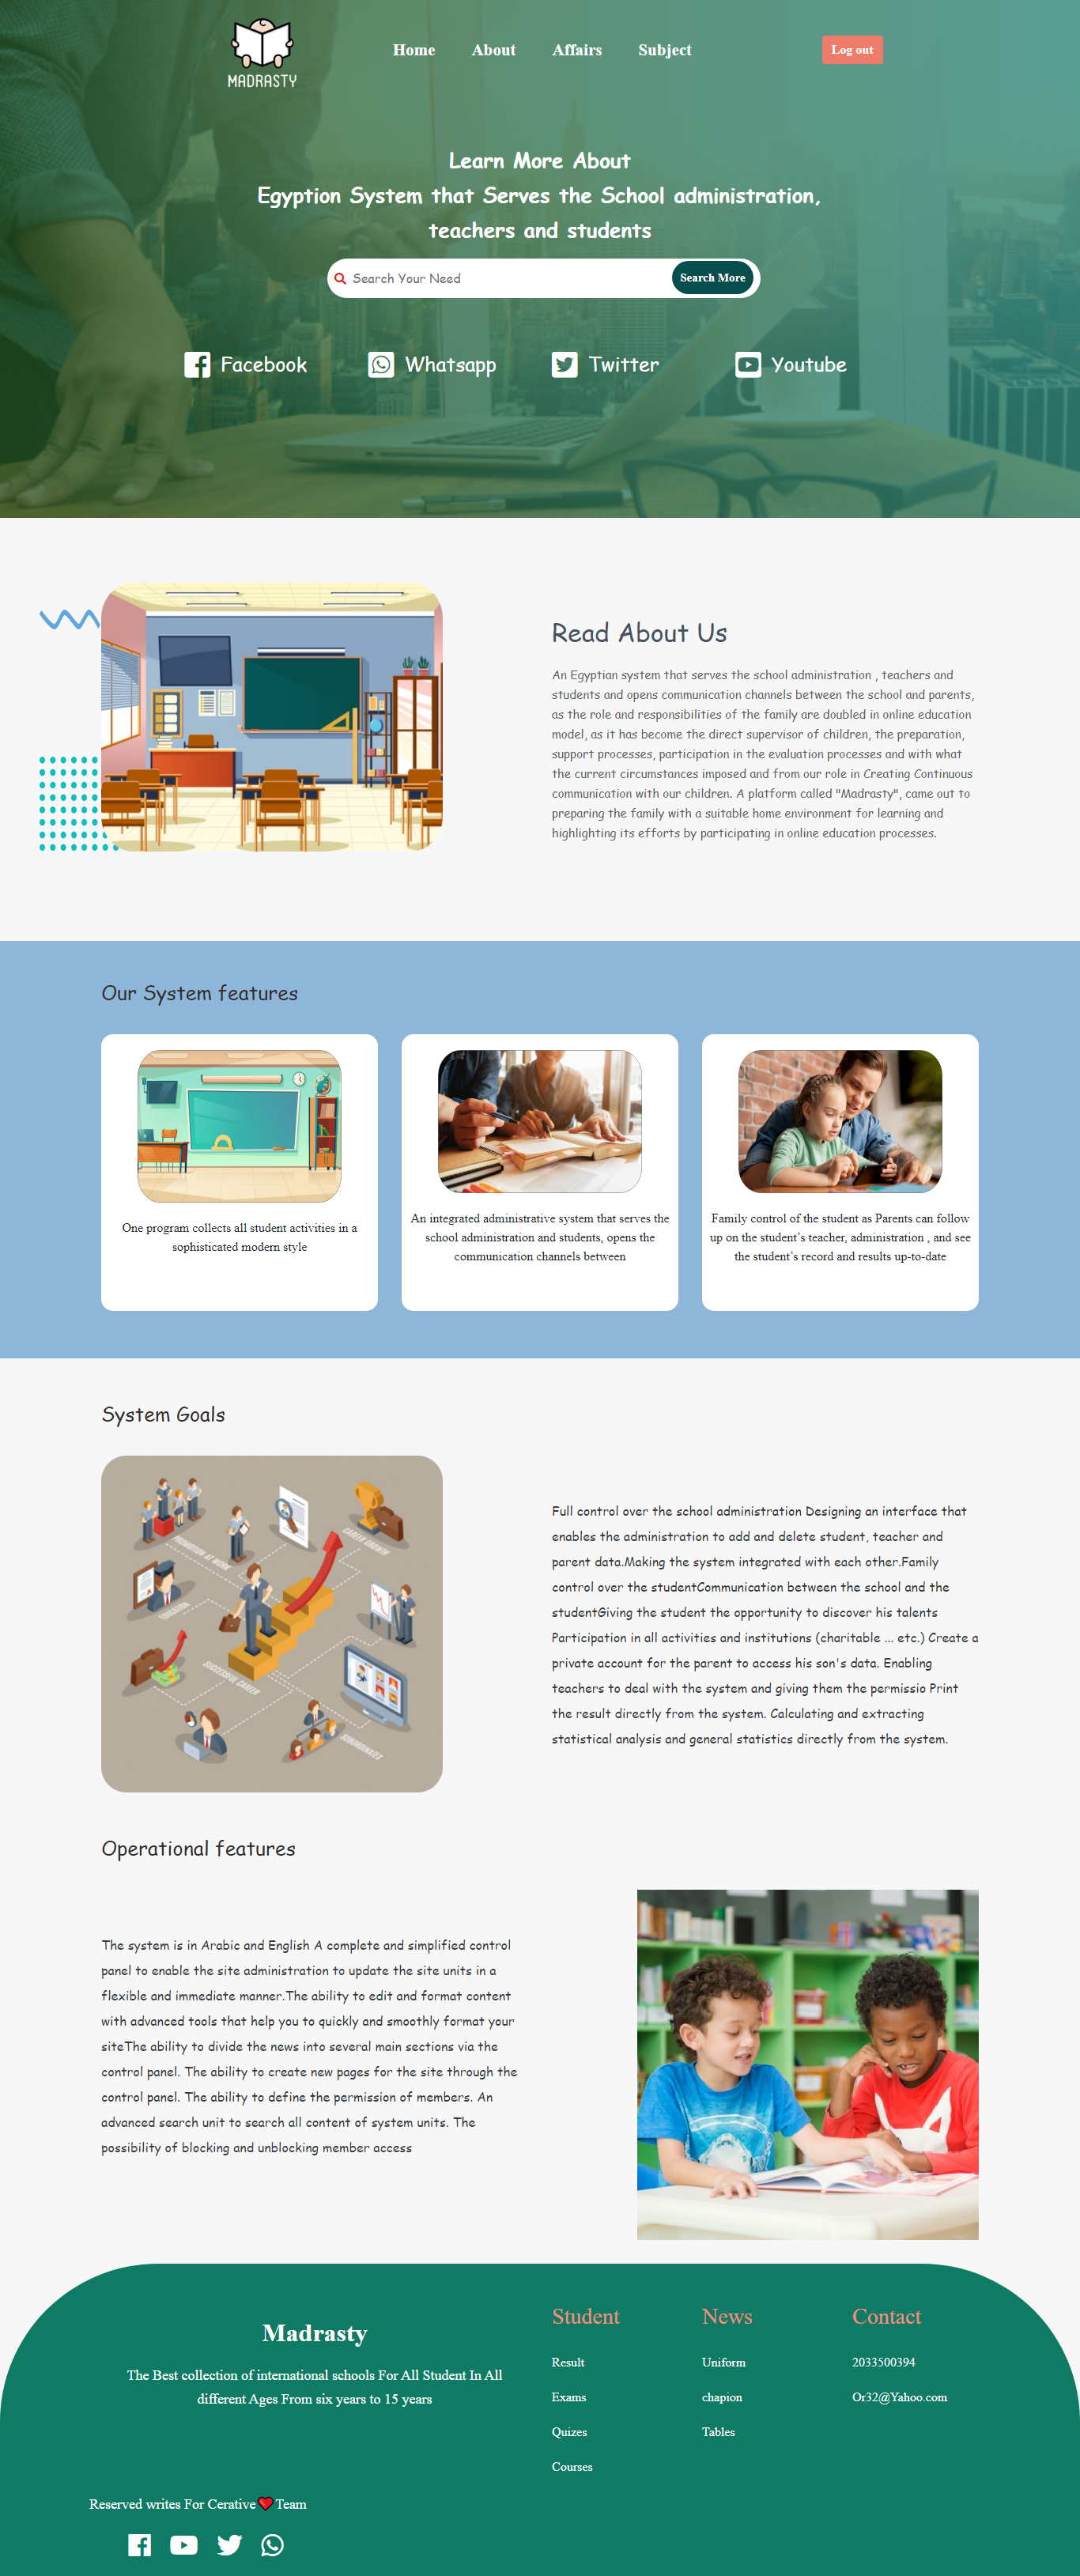 MADRASTY
Home
About
Affairs
Subject
Log out
Learn More About
Egyption System that Serves the School administration,
teachers and students
Search Your Need
Search More
Facebook
Whatsapp
Twitter
Youtube
Read About Us
An Egyptian system that serves the school administration , teachers and
students and opens communication channels between the school and parents,
as the role and responsibilities of the family are doubled in online education
model, as it has become the direct supervisor of children, the preparation,
support processes, participation in the evaluation processes and with what
the current circumstances imposed and from our role in Creating Continuous
communication with our children. A platform called "Madrasty", came out to
preparing the family with a suitable home environment for learning and
highlighting its efforts by participating in online education processes.
Our System features
One program collects all student activities in a
sophisticated modern style
An integrated administrative system that serves the
school administration and students, opens the
communication channels between
Family control of the student as Parents can follow
up on the student's teacher, administration , and see
the student's record and results up-to-date
System Goals
PROMOTION AT WORK
CAREER GROWTH
EDUCATION
SUCCESSFUL CAREER
SUBORDINATES
Full control over the school administration Designing an interface that
enables the administration to add and delete student, teacher and
parent data.Making the system integrated with each other.Family
control over the studentCommunication between the school and the
studentGiving the student the opportunity to discover his talents
Participation in all activities and institutions (charitable ... etc.) Create a
private account for the parent to access his son's data. Enabling
teachers to deal with the system and giving them the permissio Print
the result directly from the system. Calculating and extracting
statistical analysis and general statistics directly from the system.
Operational features
The system is in Arabic and English A complete and simplified control
panel to enable the site administration to update the site units in a
flexible and immediate manner.The ability to edit and format content
with advanced tools that help you to quickly and smoothly format your
siteThe ability to divide the news into several main sections via the
control panel. The ability to create new pages for the site through the
control panel. The ability to define the permission of members. An
advanced search unit to search all content of system units. The
possibility of blocking and unblocking member access
Madrasty
The Best collection of international schools For All Student In All
different Ages From six years to 15 years
Student
Result
Exams
Quizes
Courses
News
Uniform
chapion
Tables
Contact
2033500394
Or32@Yahoo.com
Reserved writes For Cerative ❤ Team